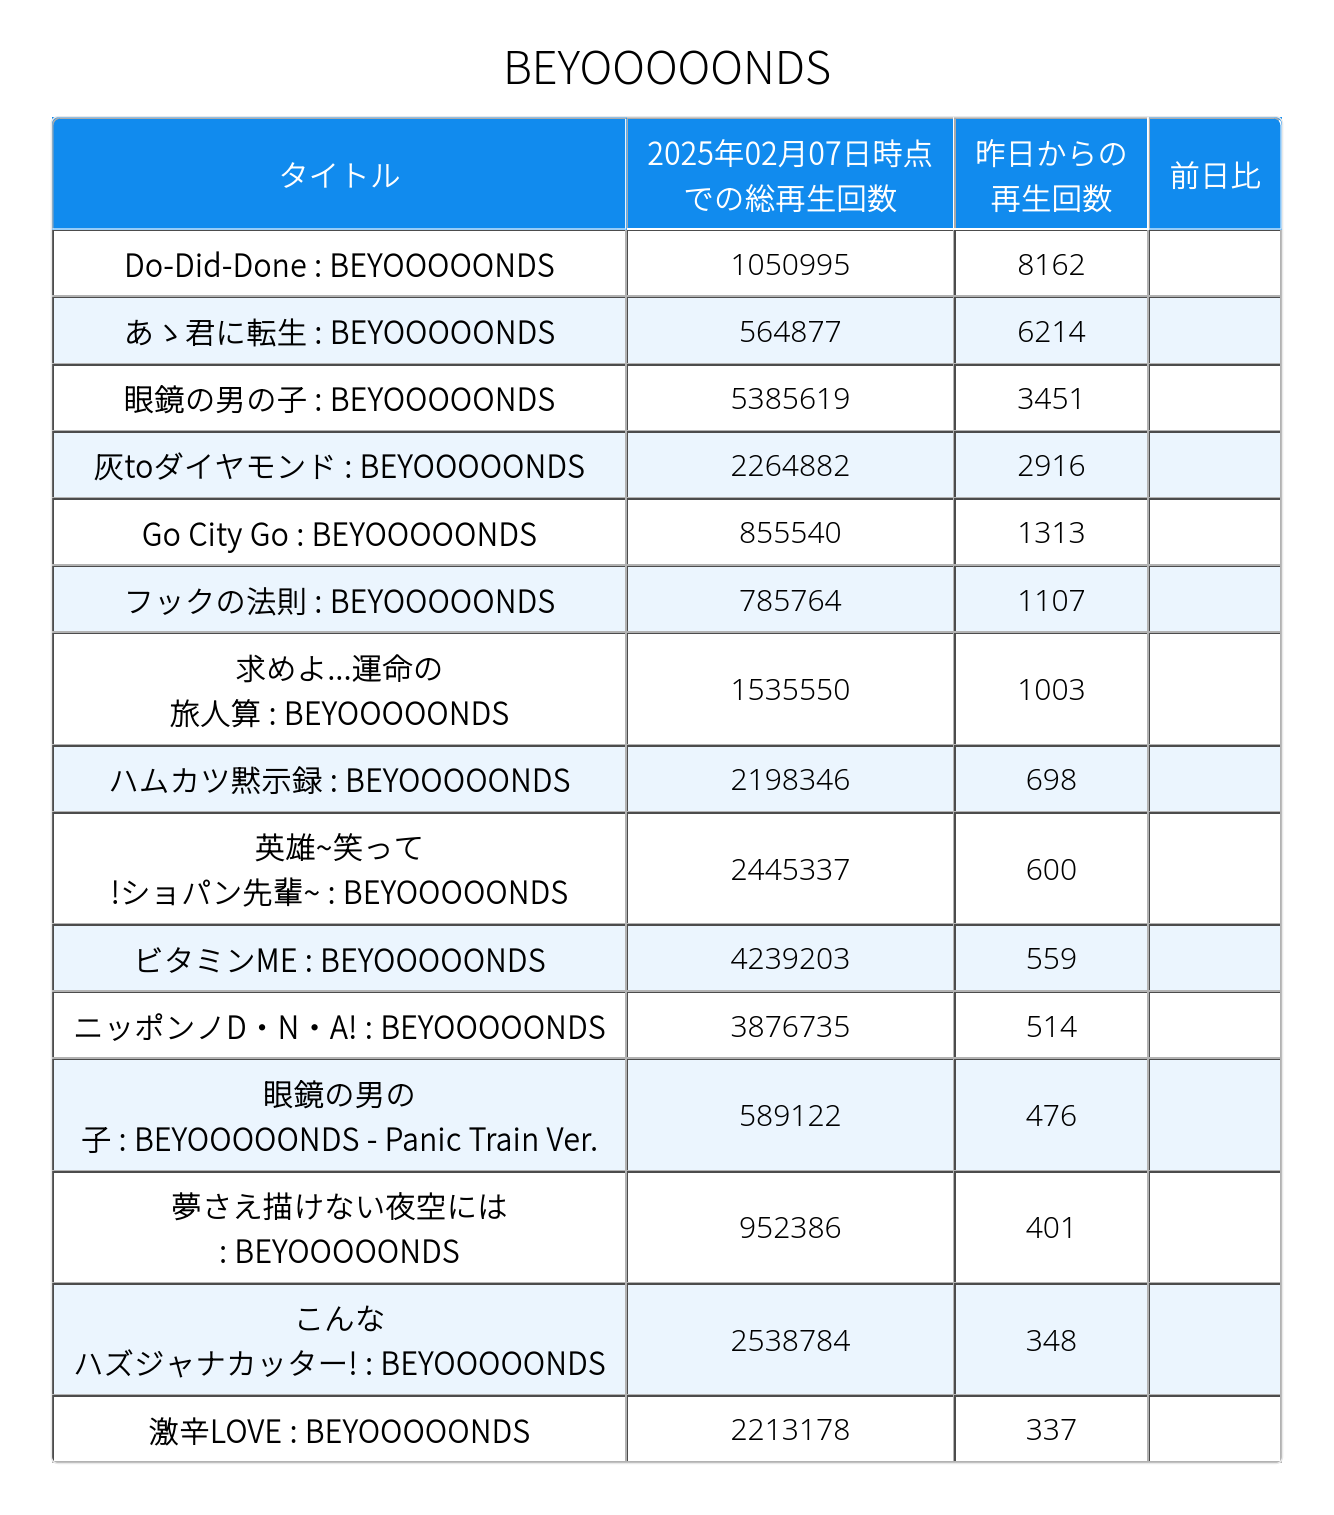 BEYOOOOONDS
タイトル
2025年02月07日時点
での総再生回数
昨日からの
再生回数
前日比
Do-Did-Done : BEYOOOOONDS
1050995
8162
あゝ君に転生 : BEYOOOOONDS
564877
6214
眼鏡の男の子 : BEYOOOOONDS
5385619
3451
灰toダイヤモンド : BEYOOOOONDS
2264882
2916
Go City Go : BEYOOOOONDS
855540
1313
フックの法則 : BEYOOOOONDS
785764
1107
求めよ...運命の
旅人算 : BEYOOOOONDS
1535550
1003
ハムカツ黙示録 : BEYOOOOONDS
2198346
698
英雄~笑って
!ショパン先輩~ : BEYOOOOONDS
2445337
600
ビタミンME : BEYOOOOONDS
4239203
559
ニッポンノD・N・A! : BEYOOOOONDS
3876735
514
眼鏡の男の
子 : BEYOOOOONDS - Panic Train Ver.
589122
476
夢さえ描けない夜空には
: BEYOOOOONDS
952386
401
こんな
ハズジャナカッター! : BEYOOOOONDS
2538784
348
激辛LOVE : BEYOOOOONDS
2213178
337